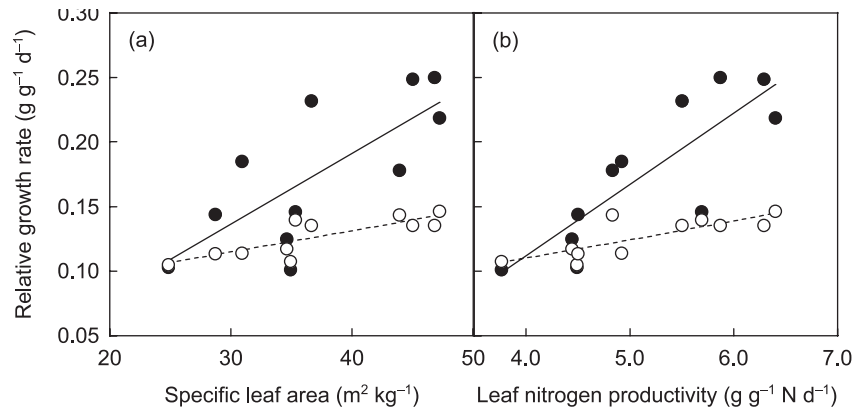 0.30
0.25
0.20
0.15
0.10
0.05
Relative growth rate (g g⁻¹ d⁻¹)
(a)
20 30 40 50
Specific leaf area (m² kg⁻¹)
(b)
4.0 5.0 6.0 7.0
Leaf nitrogen productivity (g g⁻¹ N d⁻¹)